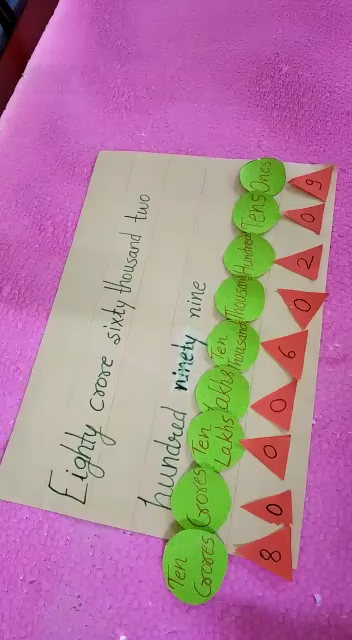 Eighty crore sixty thousand two
hundred ninety nine
Ten Crores Crores Ten Lakhs Lakhs Ten Thousand Thousand Hundred Tens Ones
8 0 0 0 6 0 2 0 9